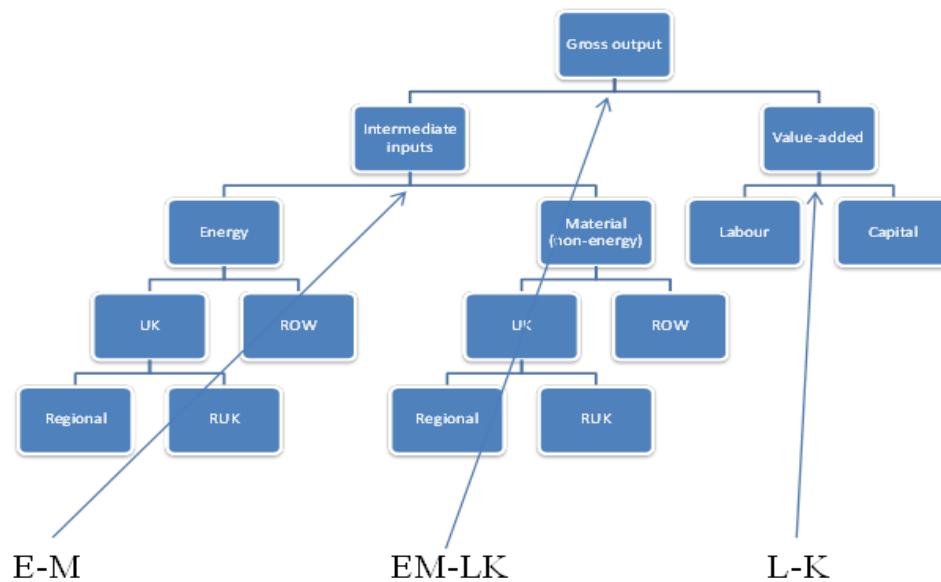 Gross output
Intermediate
inputs
Value-added
Energy
Material
(non-energy)
Labour
Capital
UK
ROW
UK
ROW
Regional
RUK
Regional
RUK
E-M
EM-LK
L-K